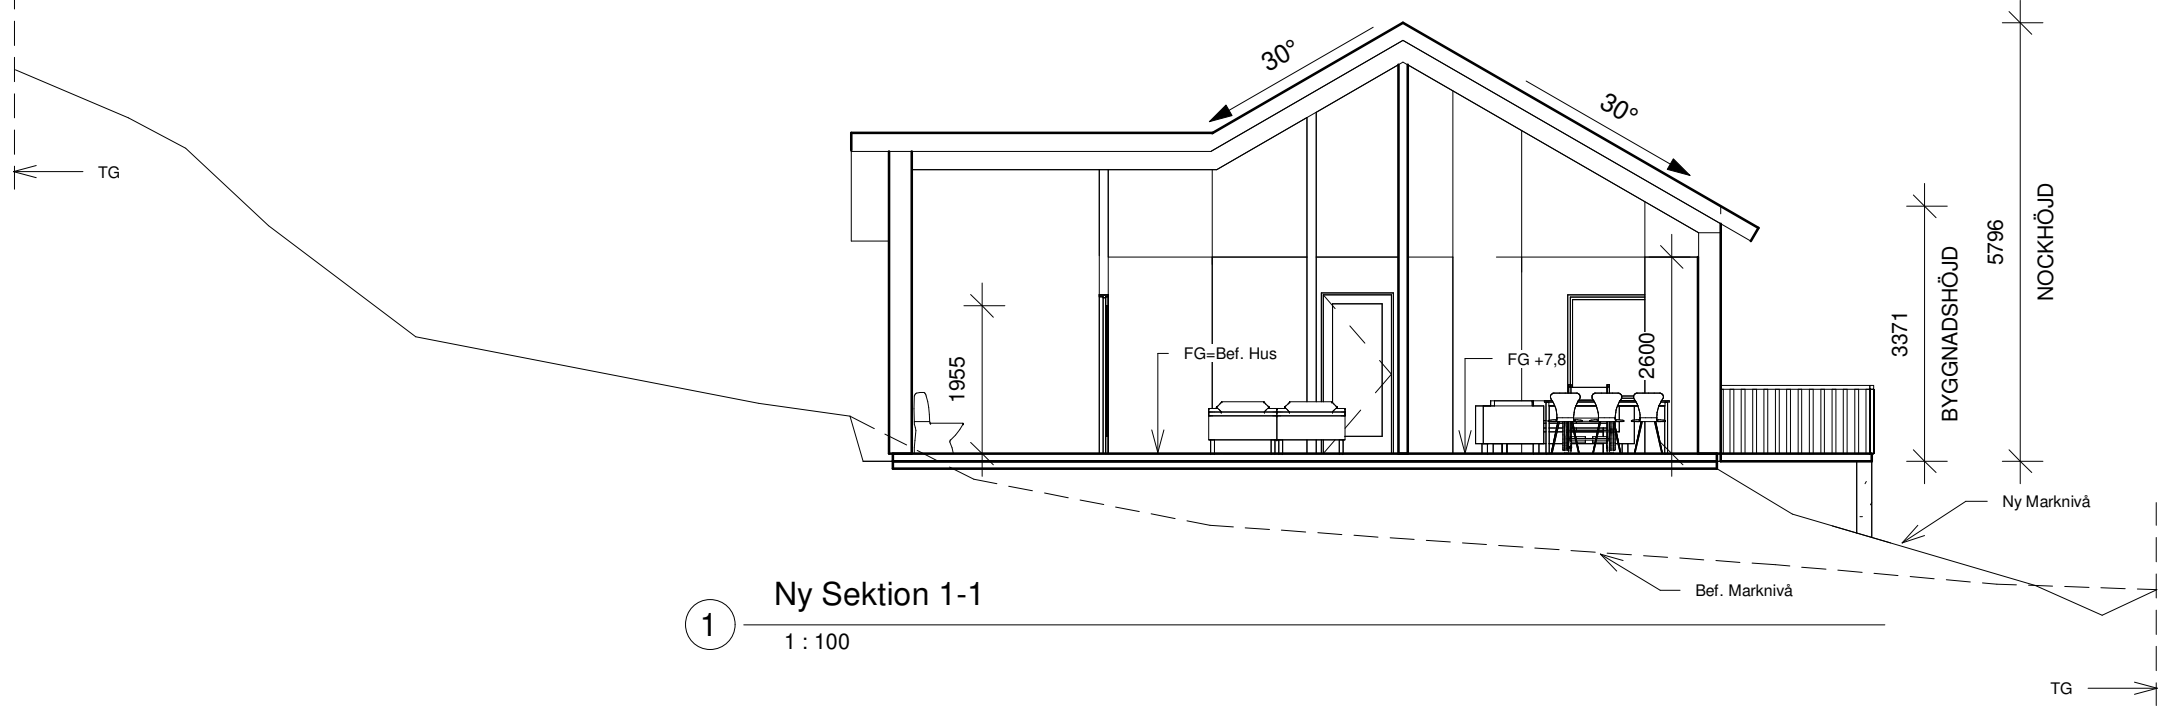 30°
30°
TG
NOCKHÖJD
5796
BYGGNADSHÖJD
3371
FG=Bef. Hus
FG +7,8
2600
1955
Ny Marknivå
Bef. Marknivå
Ny Sektion 1-1
1
1 : 100
TG